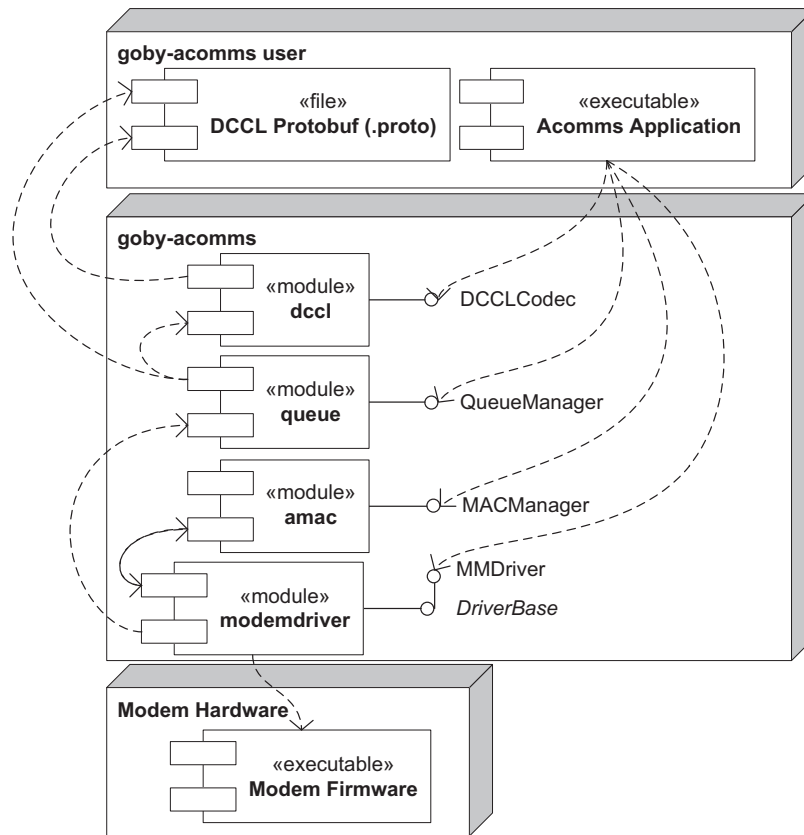 goby-acomms user
«file»
DCCL Protobuf (.proto)
«executable»
Acomms Application
goby-acomms
«module»
dccl
DCCLCodec
«module»
queue
QueueManager
«module»
amac
MACManager
«module»
modemdriver
MMDriver
DriverBase
Modem Hardware
«executable»
Modem Firmware